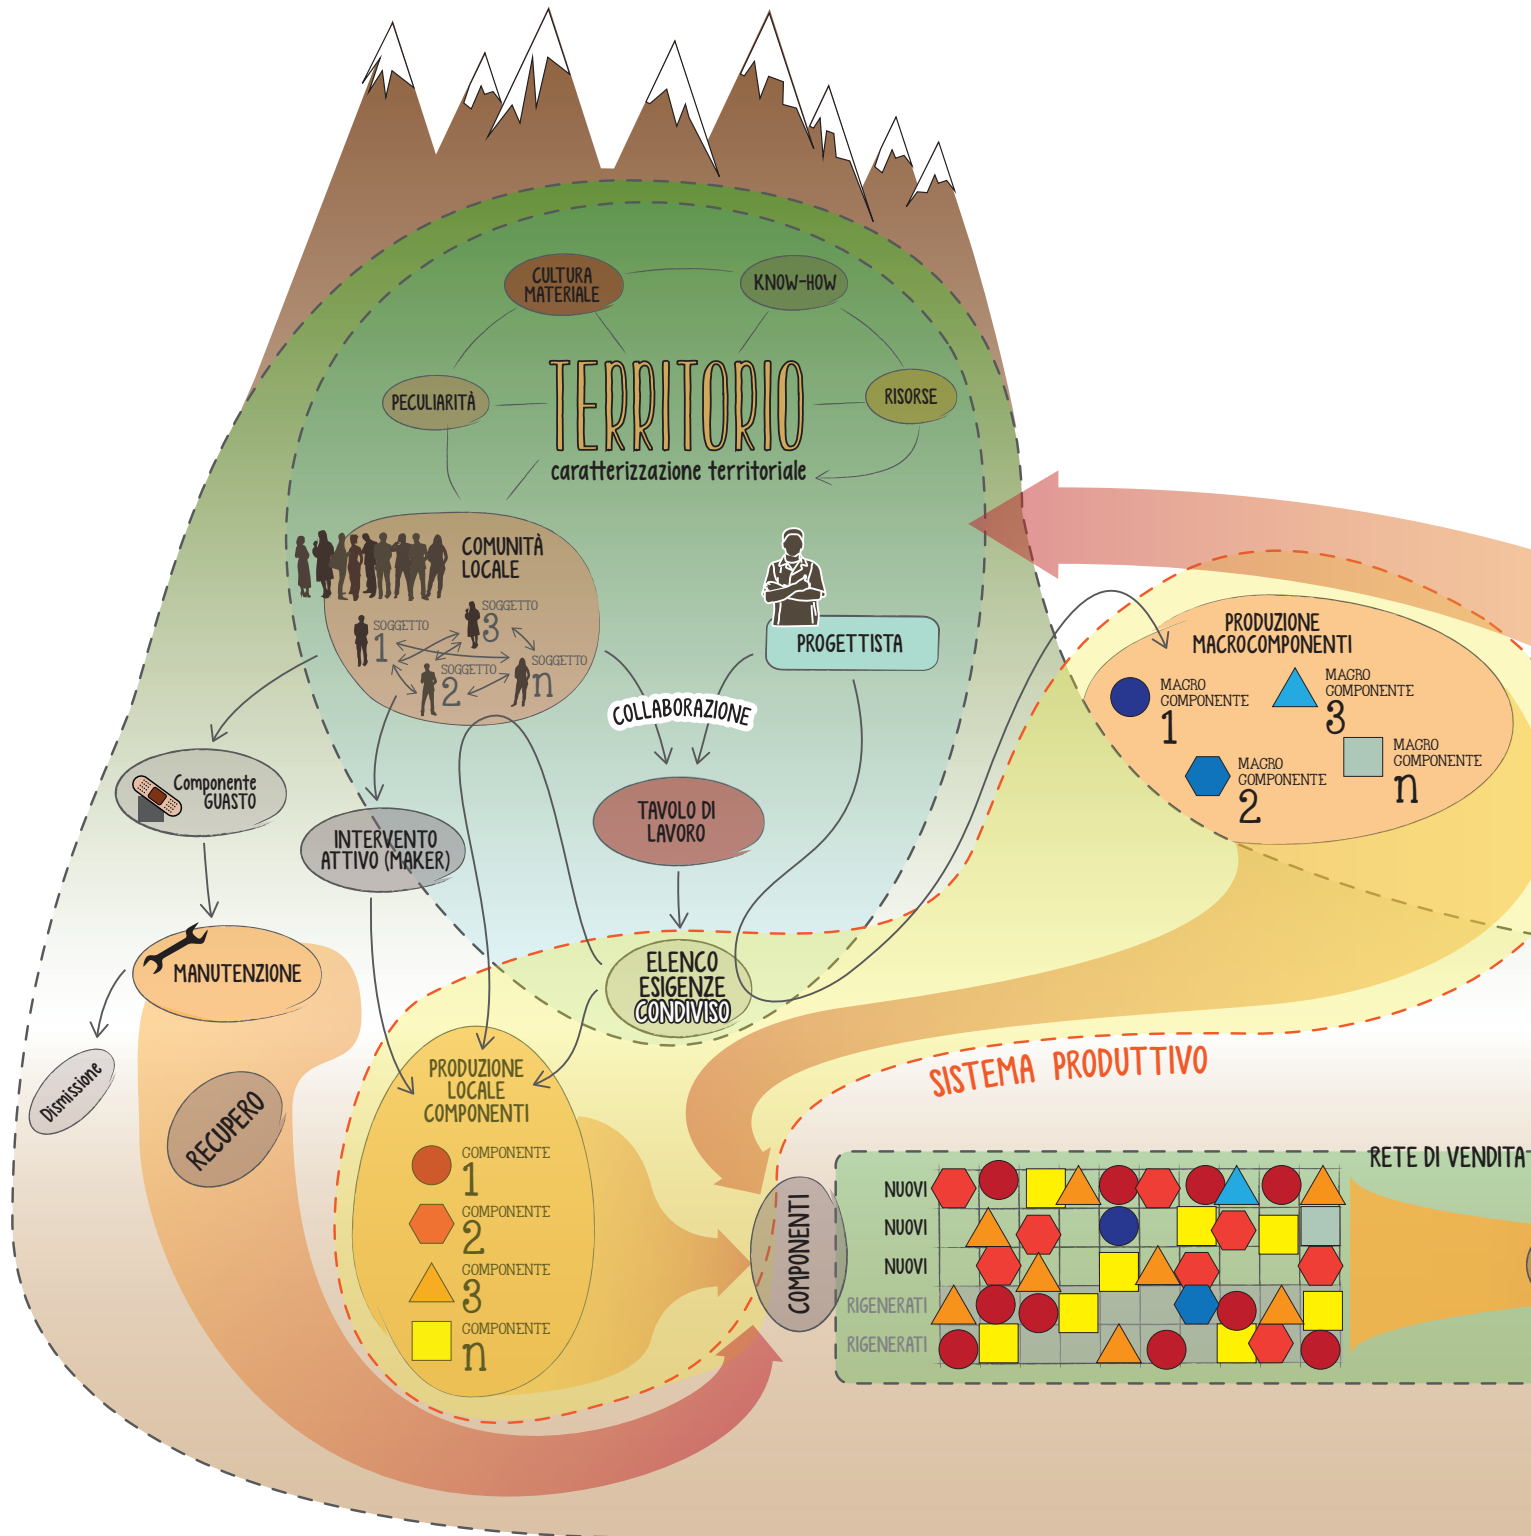 CULTURA
MATERIALE
KNOW-HOW
PECULIARITÀ
TERRITORIO
RISORSE
caratterizzazione territoriale
COMUNITÀ
LOCALE
SOGGETTO
1
SOGGETTO
3
SOGGETTO
2
SOGGETTO
n
PROGETTISTA
COLLABORAZIONE
Componente
GUASTO
INTERVENTO
ATTIVO (MAKER)
TAVOLO DI
LAVORO
PRODUZIONE
MACROCOMPONENTI
MACRO
COMPONENTE
1
MACRO
COMPONENTE
3
MACRO
COMPONENTE
2
MACRO
COMPONENTE
n
MANUTENZIONE
ELENCO
ESIGENZE
CONDIVISO
Dismissione
RECUPERO
PRODUZIONE
LOCALE
COMPONENTI
COMPONENTE
1
COMPONENTE
2
COMPONENTE
3
COMPONENTE
n
SISTEMA PRODUTTIVO
COMPONENTI
RETE DI VENDITA
NUOVI
NUOVI
NUOVI
RIGENERATI
RIGENERATI